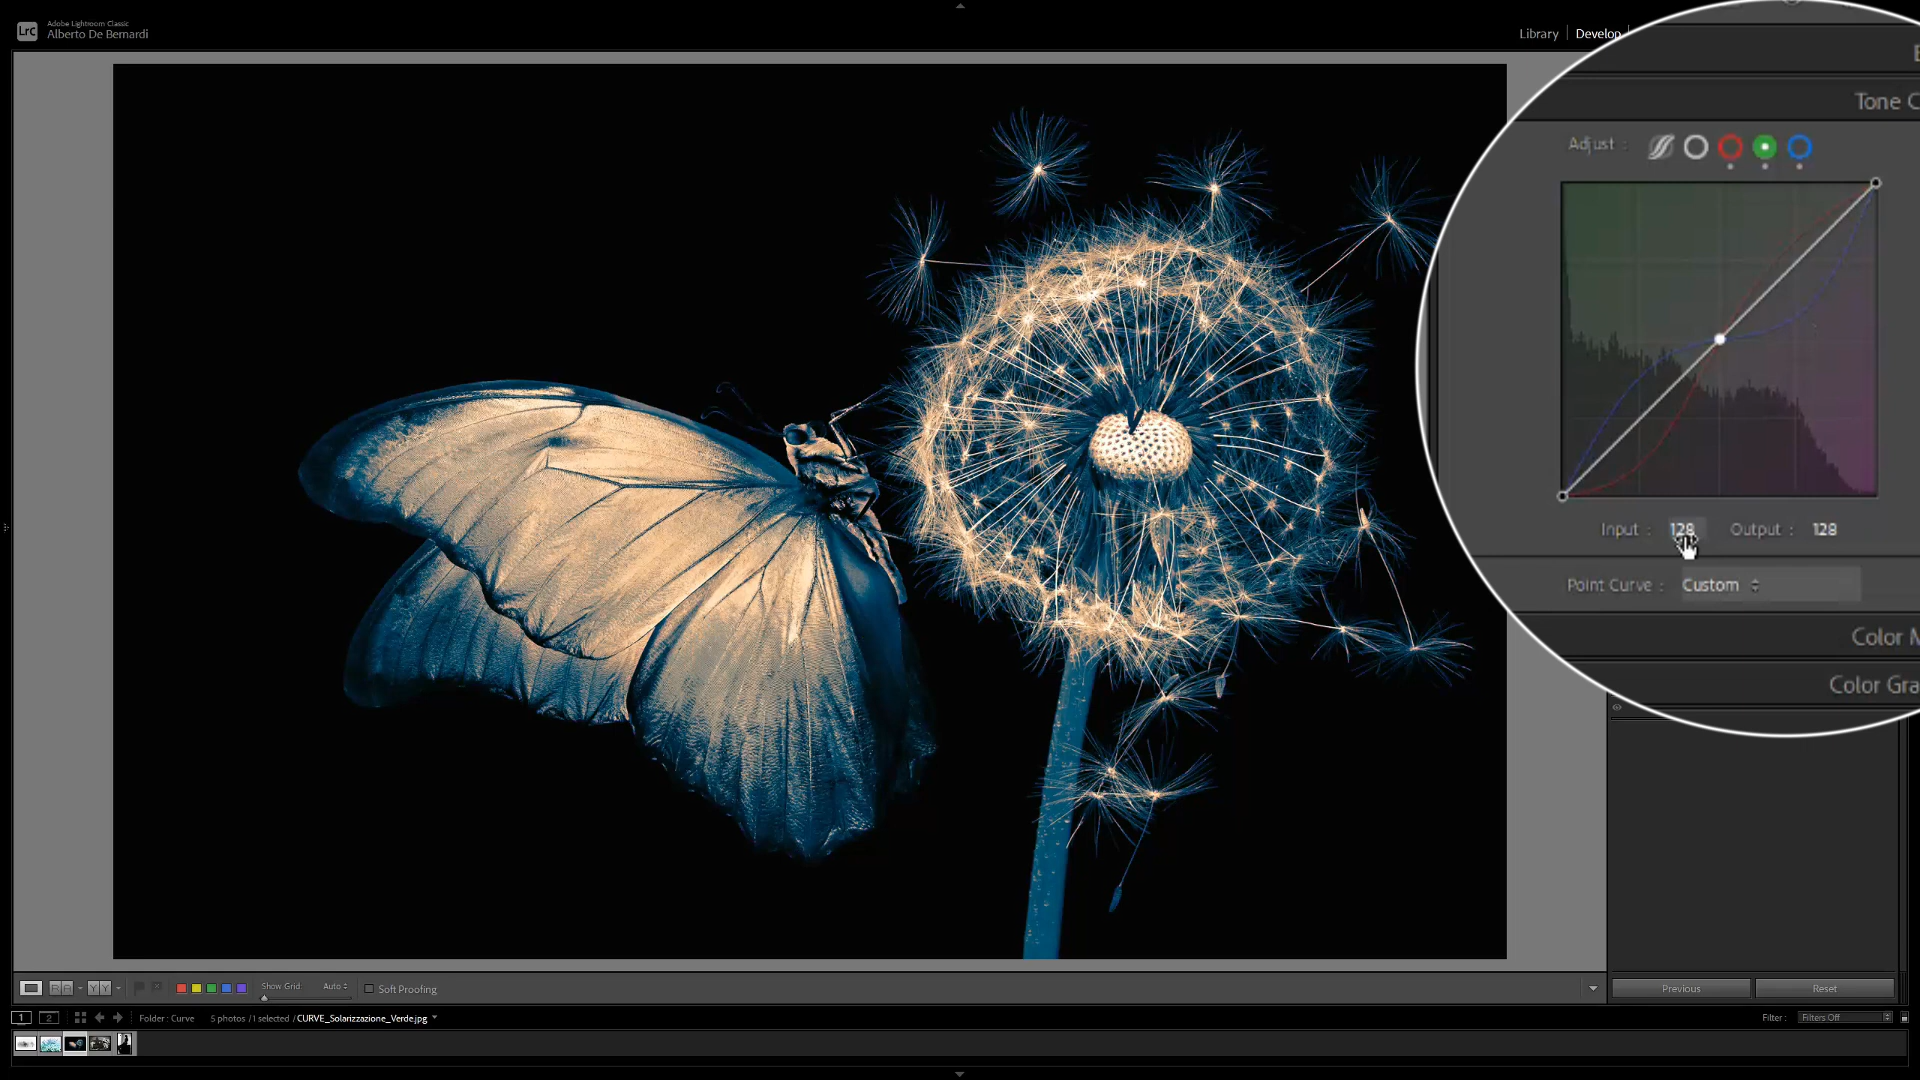 LrC
Adobe Lightroom Classic
Alberto De Bernardi
Library
Develop
Tone C
Adjust :
Input : 128 Output : 128
Point Curve : Custom
Color M
Color Gra
Show Grid: Auto
Soft Proofing
Previous
Reset
1 2
Folder : Curve
5 photos / 1 selected / CURVE_Solarizzazione_Verde.jpg
Filter : Filters Off